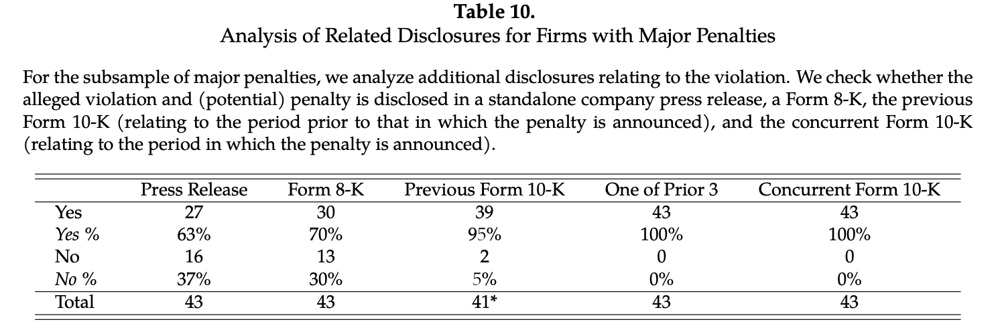 Table 10.
Analysis of Related Disclosures for Firms with Major Penalties
For the subsample of major penalties, we analyze additional disclosures relating to the violation. We check whether the
alleged violation and (potential) penalty is disclosed in a standalone company press release, a Form 8-K, the previous
Form 10-K (relating to the period prior to that in which the penalty is announced), and the concurrent Form 10-K
(relating to the period in which the penalty is announced).
Press Release Form 8-K Previous Form 10-K One of Prior 3 Concurrent Form 10-K
Yes 27 30 39 43 43
Yes % 63% 70% 95% 100% 100%
No 16 13 2 0 0
No % 37% 30% 5% 0% 0%
Total 43 43 41* 43 43